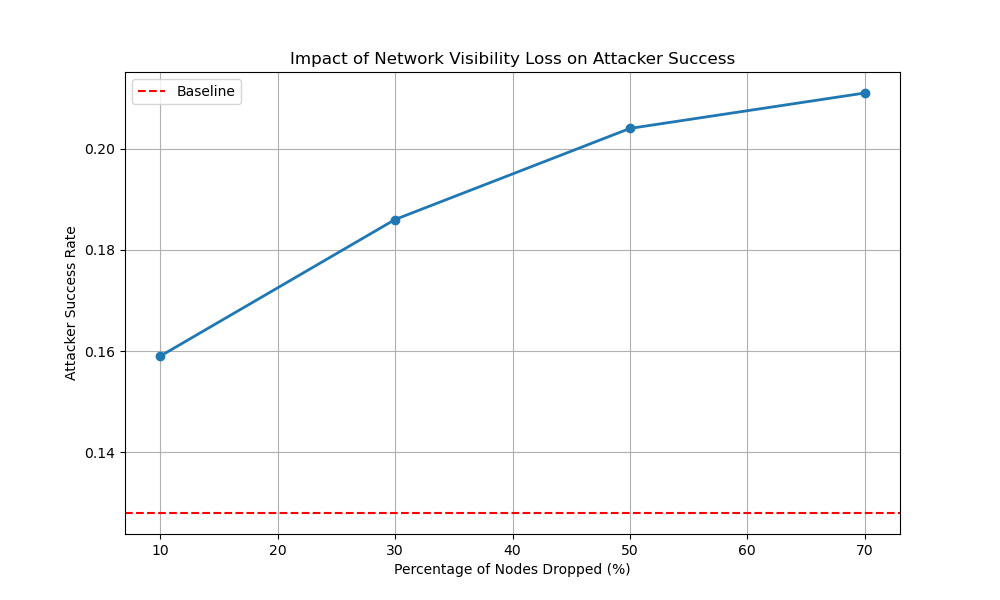 Impact of Network Visibility Loss on Attacker Success
Baseline
Attacker Success Rate
0.20
0.18
0.16
0.14
10 20 30 40 50 60 70
Percentage of Nodes Dropped (%)